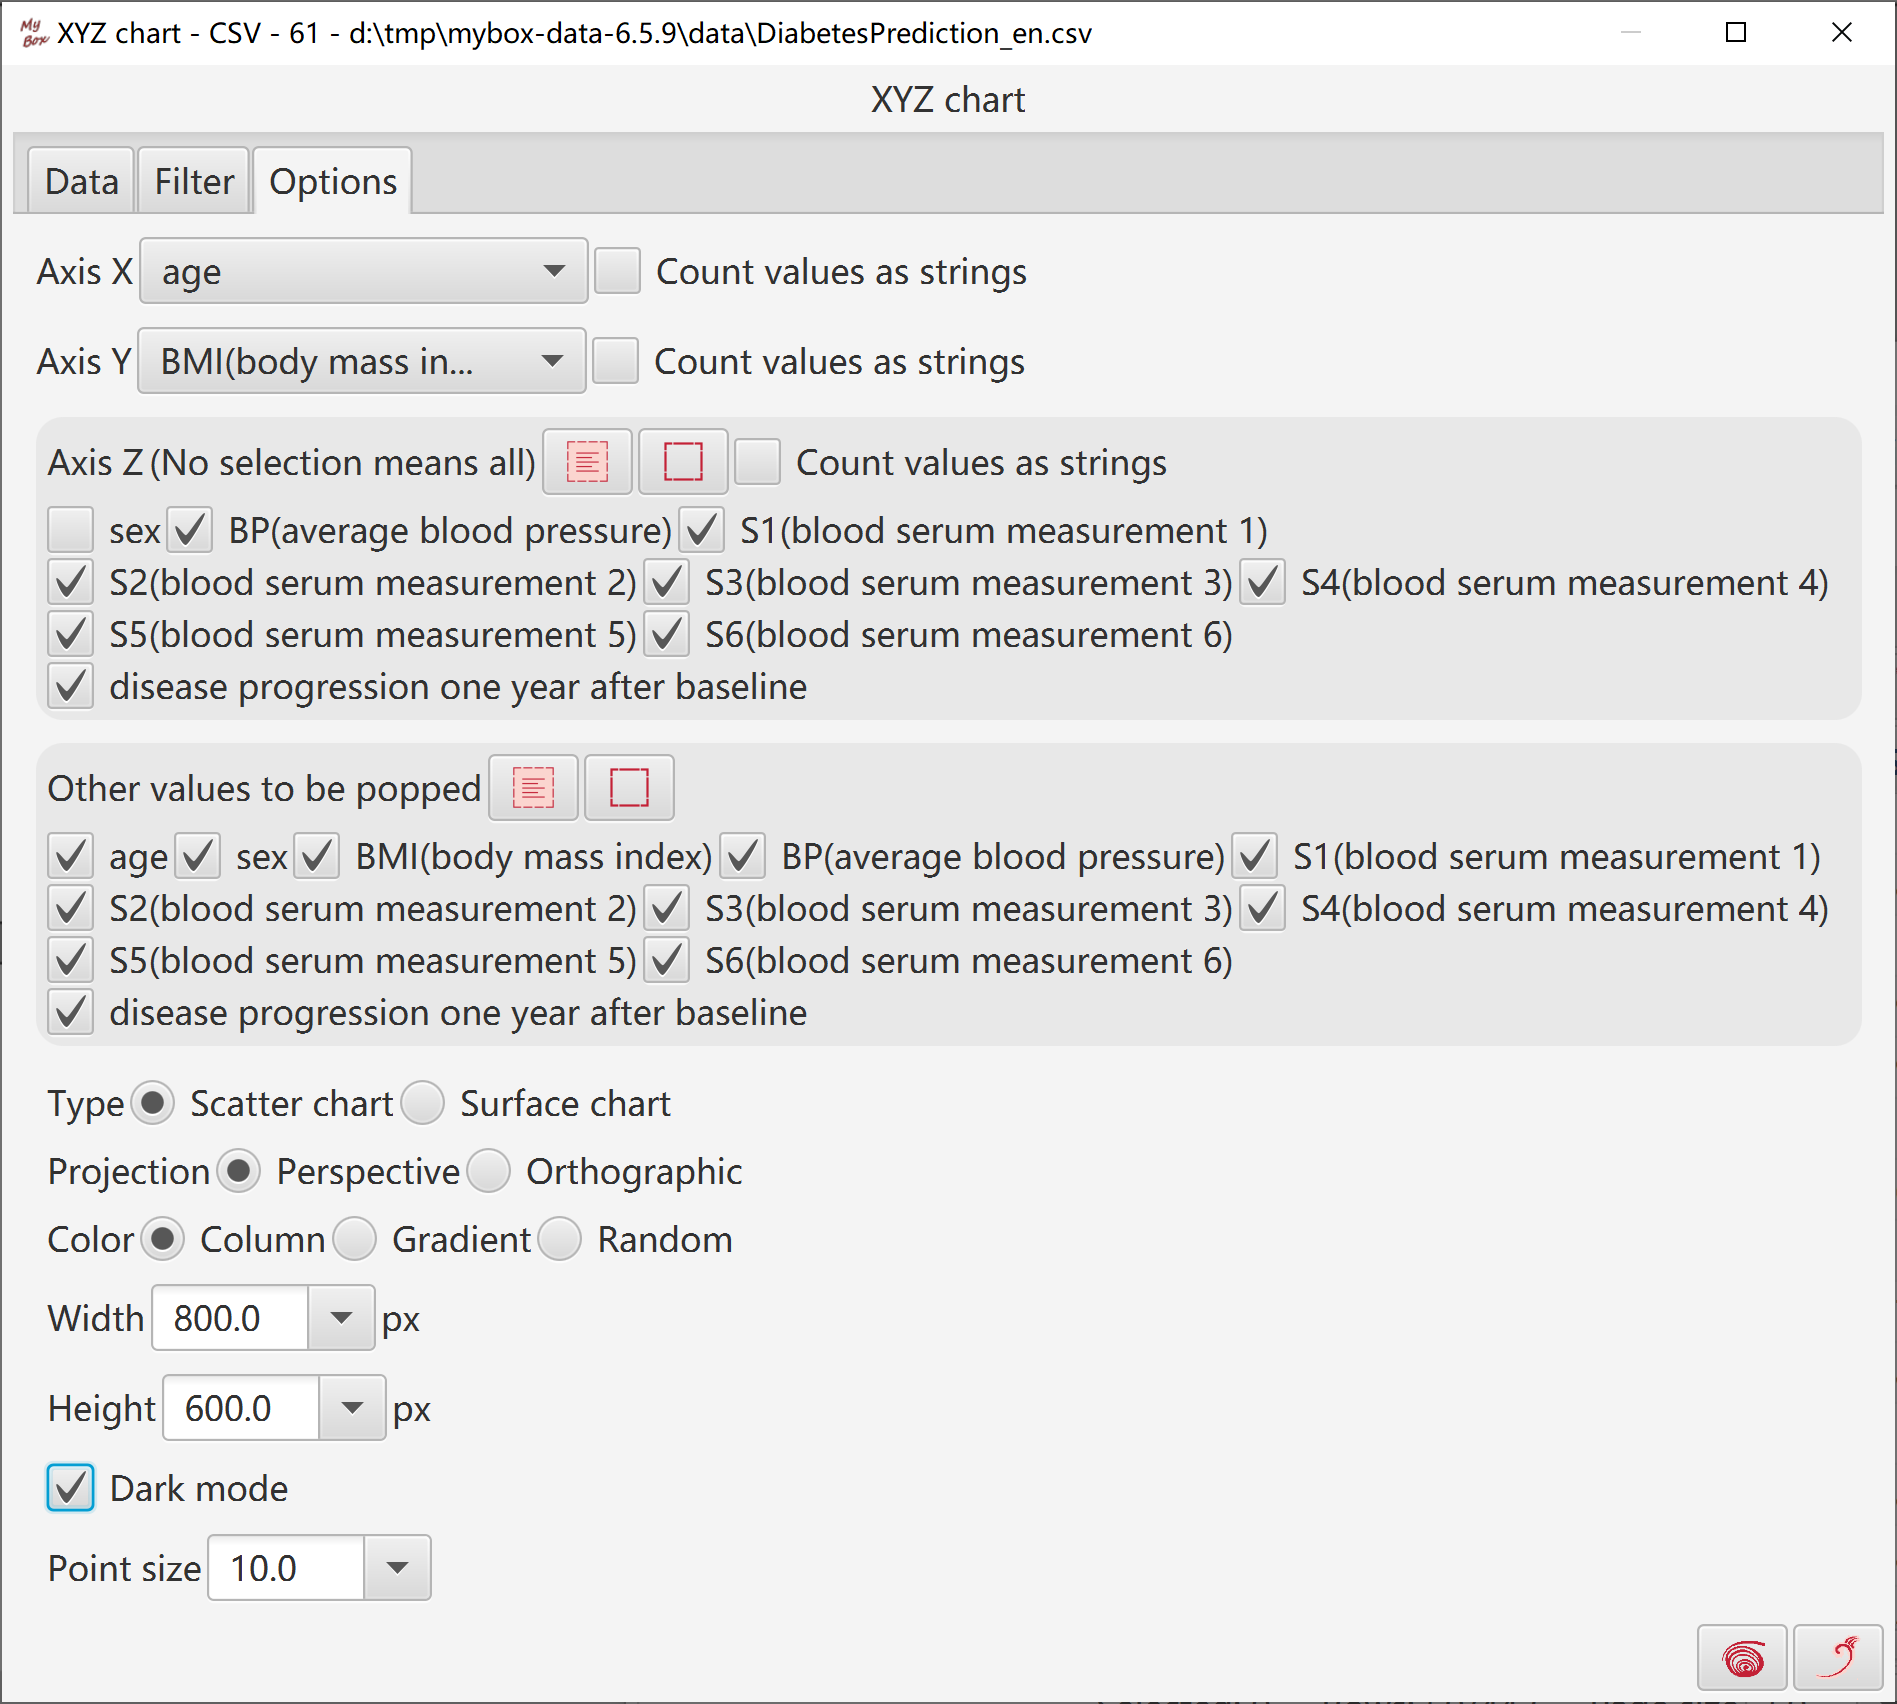 My Box XYZ chart - CSV - 61 - d:\tmp\mybox-data-6.5.9\data\DiabetesPrediction_en.csv
XYZ chart
Data Filter Options
Axis X age Count values as strings
Axis Y BMI(body mass in... Count values as strings
Axis Z (No selection means all) Count values as strings
sex BP(average blood pressure) S1(blood serum measurement 1)
S2(blood serum measurement 2) S3(blood serum measurement 3) S4(blood serum measurement 4)
S5(blood serum measurement 5) S6(blood serum measurement 6)
disease progression one year after baseline
Other values to be popped
age sex BMI(body mass index) BP(average blood pressure) S1(blood serum measurement 1)
S2(blood serum measurement 2) S3(blood serum measurement 3) S4(blood serum measurement 4)
S5(blood serum measurement 5) S6(blood serum measurement 6)
disease progression one year after baseline
Type Scatter chart Surface chart
Projection Perspective Orthographic
Color Column Gradient Random
Width 800.0 px
Height 600.0 px
Dark mode
Point size 10.0